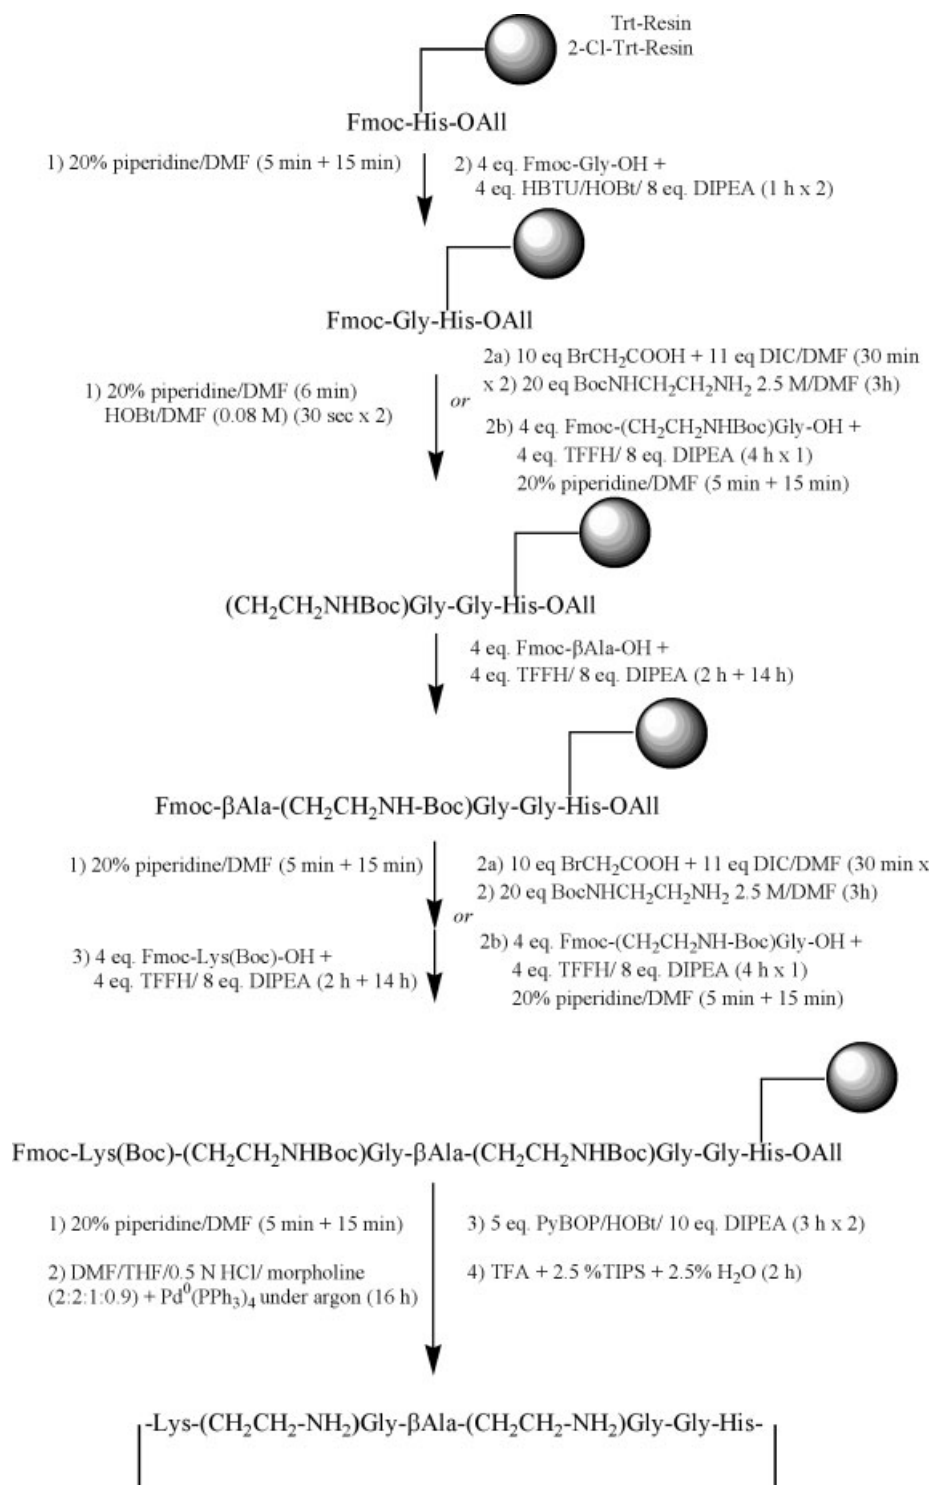 Trt-Resin
2-Cl-Trt-Resin
Fmoc-His-OAll
1) 20% piperidine/DMF (5 min + 15 min)
2) 4 eq. Fmoc-Gly-OH +
4 eq. HBTU/HOBt/ 8 eq. DIPEA (1 h x 2)
Fmoc-Gly-His-OAll
1) 20% piperidine/DMF (6 min)
HOBt/DMF (0.08 M) (30 sec x 2)
2a) 10 eq BrCH₂COOH + 11 eq DIC/DMF (30 min
x 2) 20 eq BocNHCH₂CH₂NH₂ 2.5 M/DMF (3h)
or
2b) 4 eq. Fmoc-(CH₂CH₂NHBoc)Gly-OH +
4 eq. TFFH/ 8 eq. DIPEA (4 h x 1)
20% piperidine/DMF (5 min + 15 min)
(CH₂CH₂NHBoc)Gly-Gly-His-OAll
4 eq. Fmoc-βAla-OH +
4 eq. TFFH/ 8 eq. DIPEA (2 h + 14 h)
Fmoc-βAla-(CH₂CH₂NH-Boc)Gly-Gly-His-OAll
1) 20% piperidine/DMF (5 min + 15 min)
2a) 10 eq BrCH₂COOH + 11 eq DIC/DMF (30 min x
2) 20 eq BocNHCH₂CH₂NH₂ 2.5 M/DMF (3h)
or
2b) 4 eq. Fmoc-(CH₂CH₂NH-Boc)Gly-OH +
4 eq. TFFH/ 8 eq. DIPEA (4 h x 1)
20% piperidine/DMF (5 min + 15 min)
3) 4 eq. Fmoc-Lys(Boc)-OH +
4 eq. TFFH/ 8 eq. DIPEA (2 h + 14 h)
Fmoc-Lys(Boc)-(CH₂CH₂NHBoc)Gly-βAla-(CH₂CH₂NHBoc)Gly-Gly-His-OAll
1) 20% piperidine/DMF (5 min + 15 min)
2) DMF/THF/0.5 N HCl/ morpholine
(2:2:1:0.9) + Pd⁰(PPh₃)₄ under argon (16 h)
3) 5 eq. PyBOP/HOBt/ 10 eq. DIPEA (3 h x 2)
4) TFA + 2.5 %TIPS + 2.5% H₂O (2 h)
-Lys-(CH₂CH₂-NH₂)Gly-βAla-(CH₂CH₂-NH₂)Gly-Gly-His-